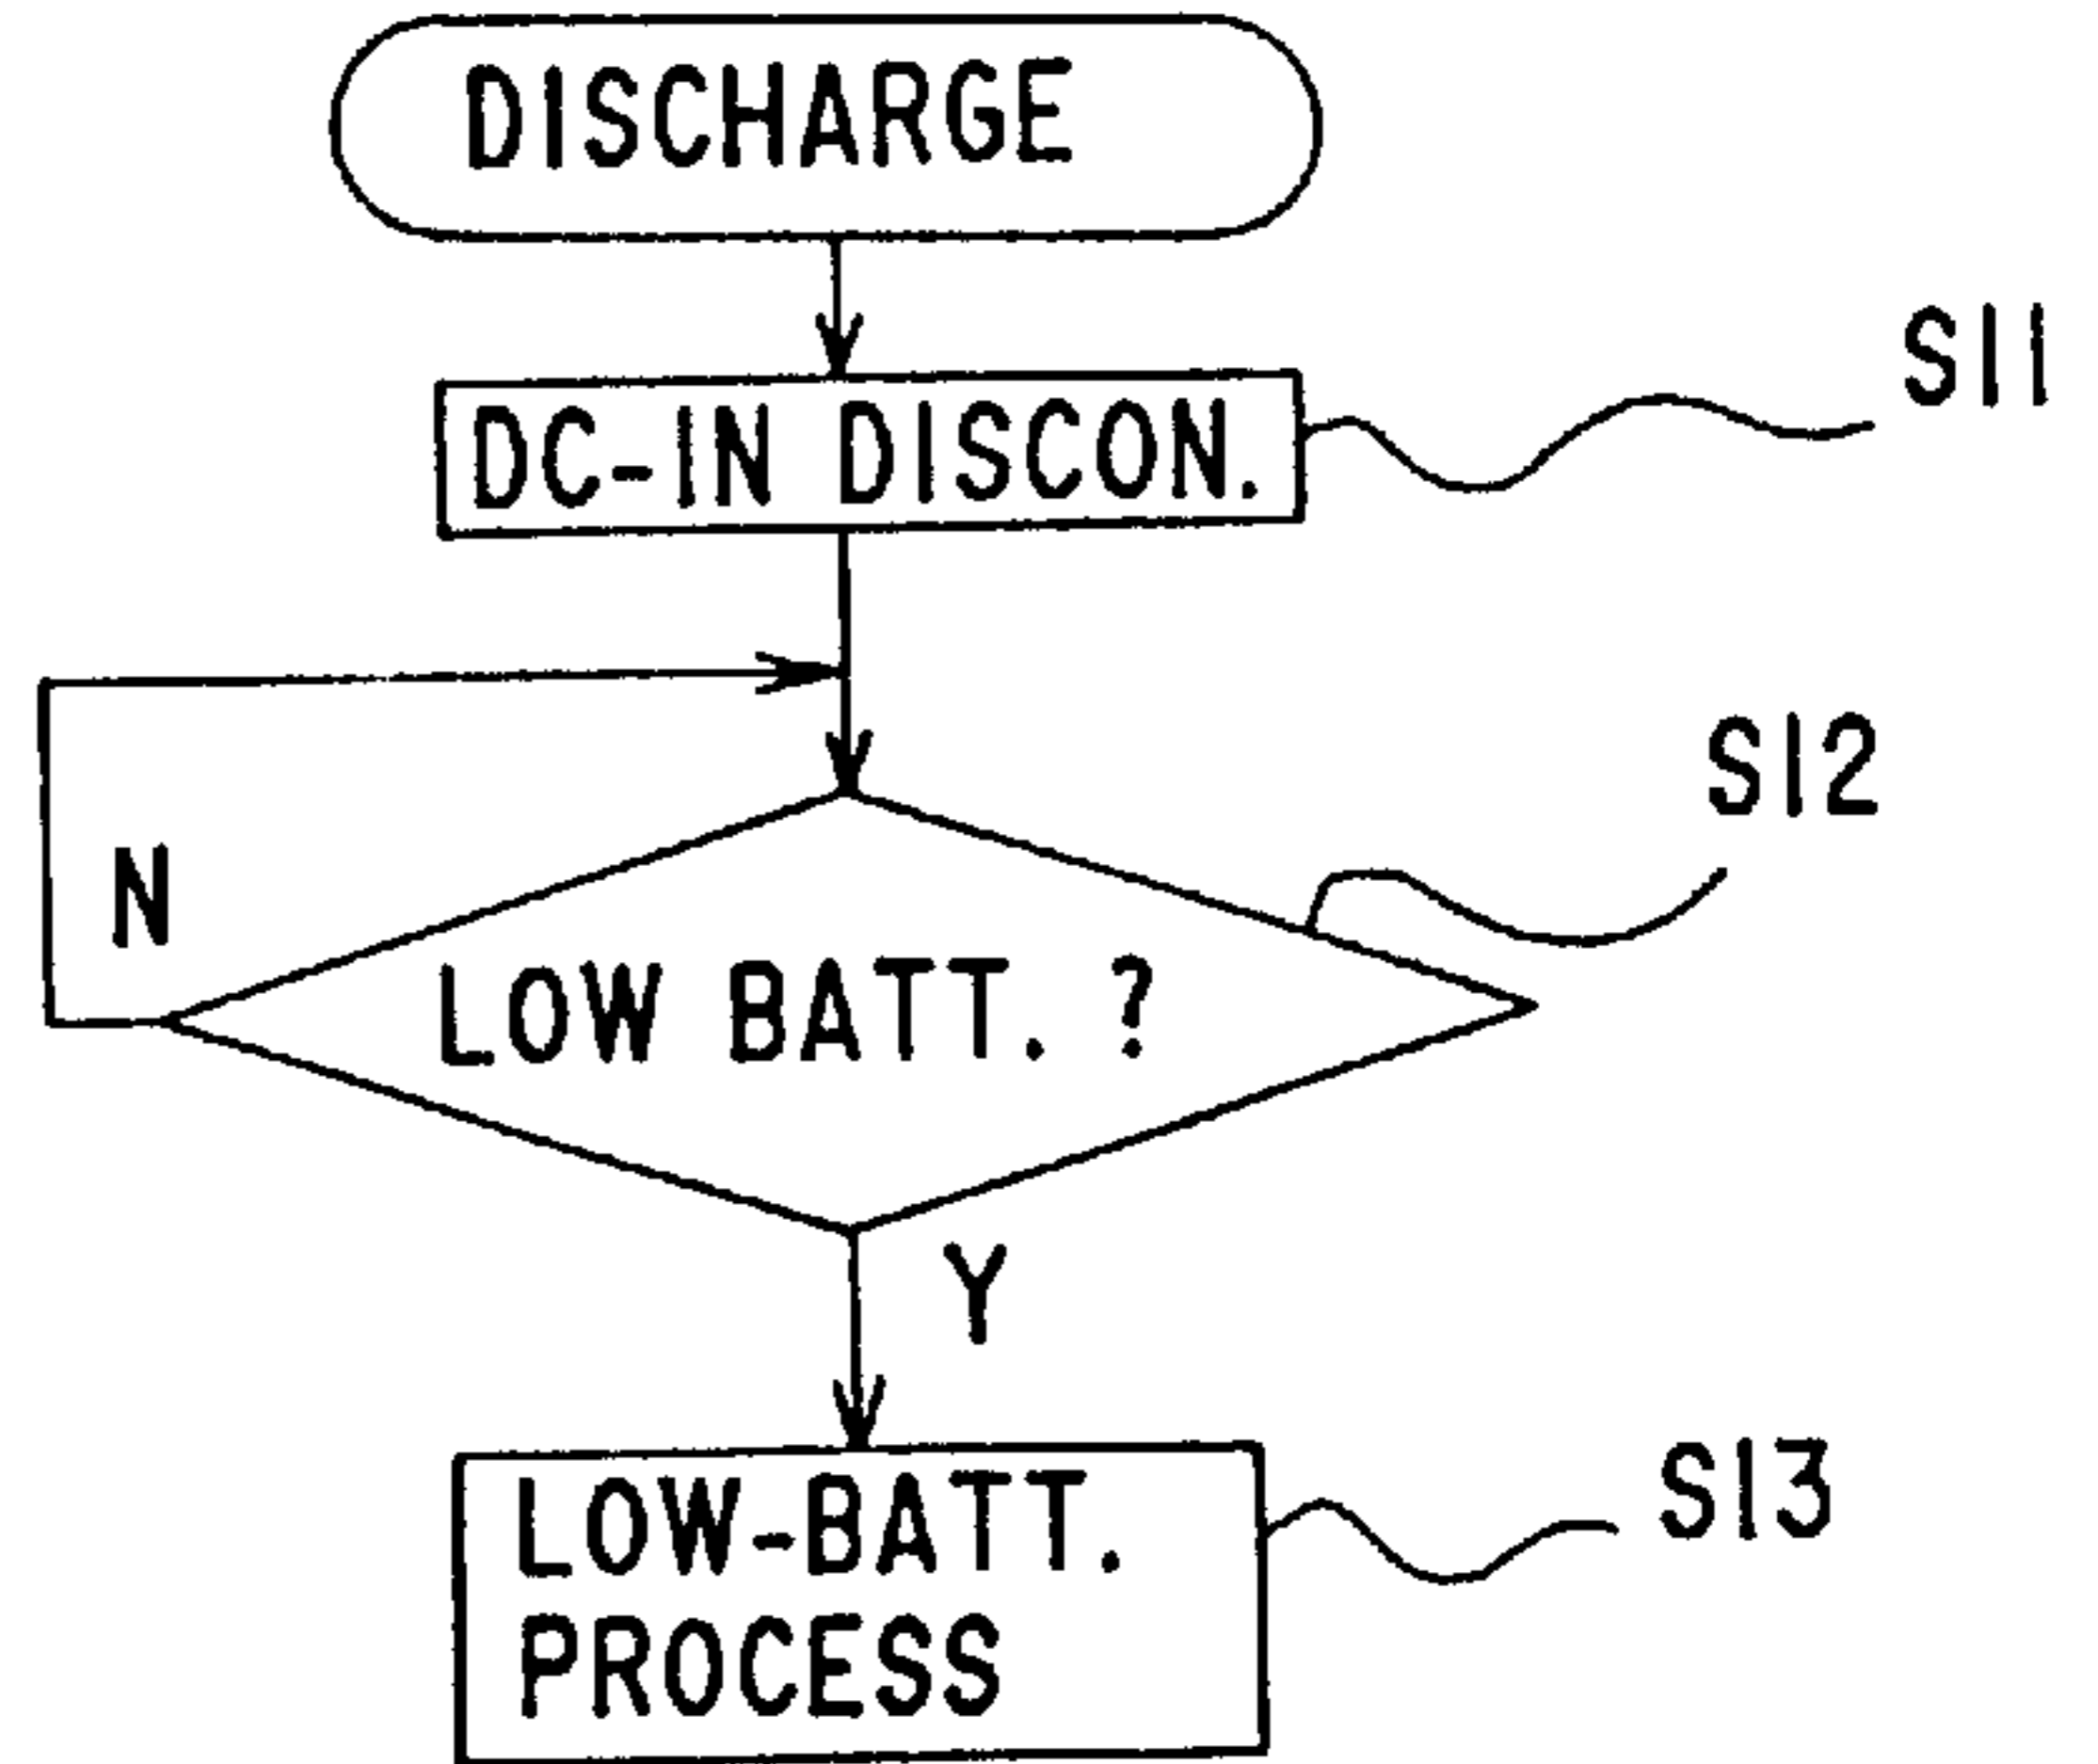 DISCHARGE
S11
DC-IN DISCON.
S12
N
LOW BATT. ?
Y
S13
LOW-BATT.
PROCESS